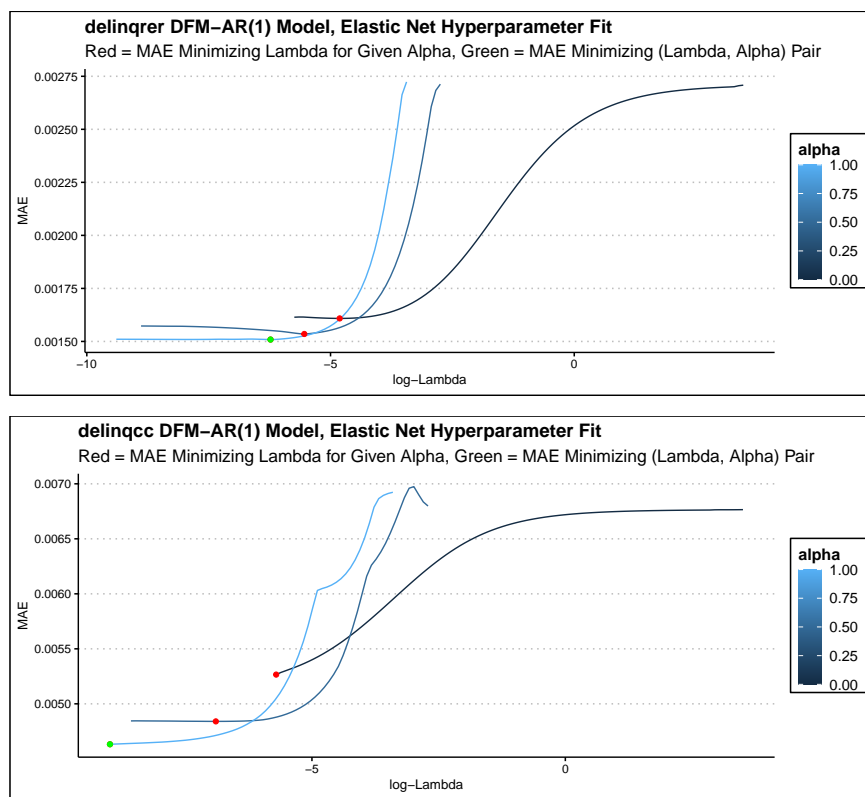 delinqrer DFM−AR(1) Model, Elastic Net Hyperparameter Fit
Red = MAE Minimizing Lambda for Given Alpha, Green = MAE Minimizing (Lambda, Alpha) Pair
0.00275
0.00250
0.00225
0.00200
0.00175
0.00150
MAE
−10
−5
0
log−Lambda
alpha
1.00
0.75
0.50
0.25
0.00
delinqcc DFM−AR(1) Model, Elastic Net Hyperparameter Fit
Red = MAE Minimizing Lambda for Given Alpha, Green = MAE Minimizing (Lambda, Alpha) Pair
0.0070
0.0065
0.0060
0.0055
0.0050
MAE
−5
0
log−Lambda
alpha
1.00
0.75
0.50
0.25
0.00